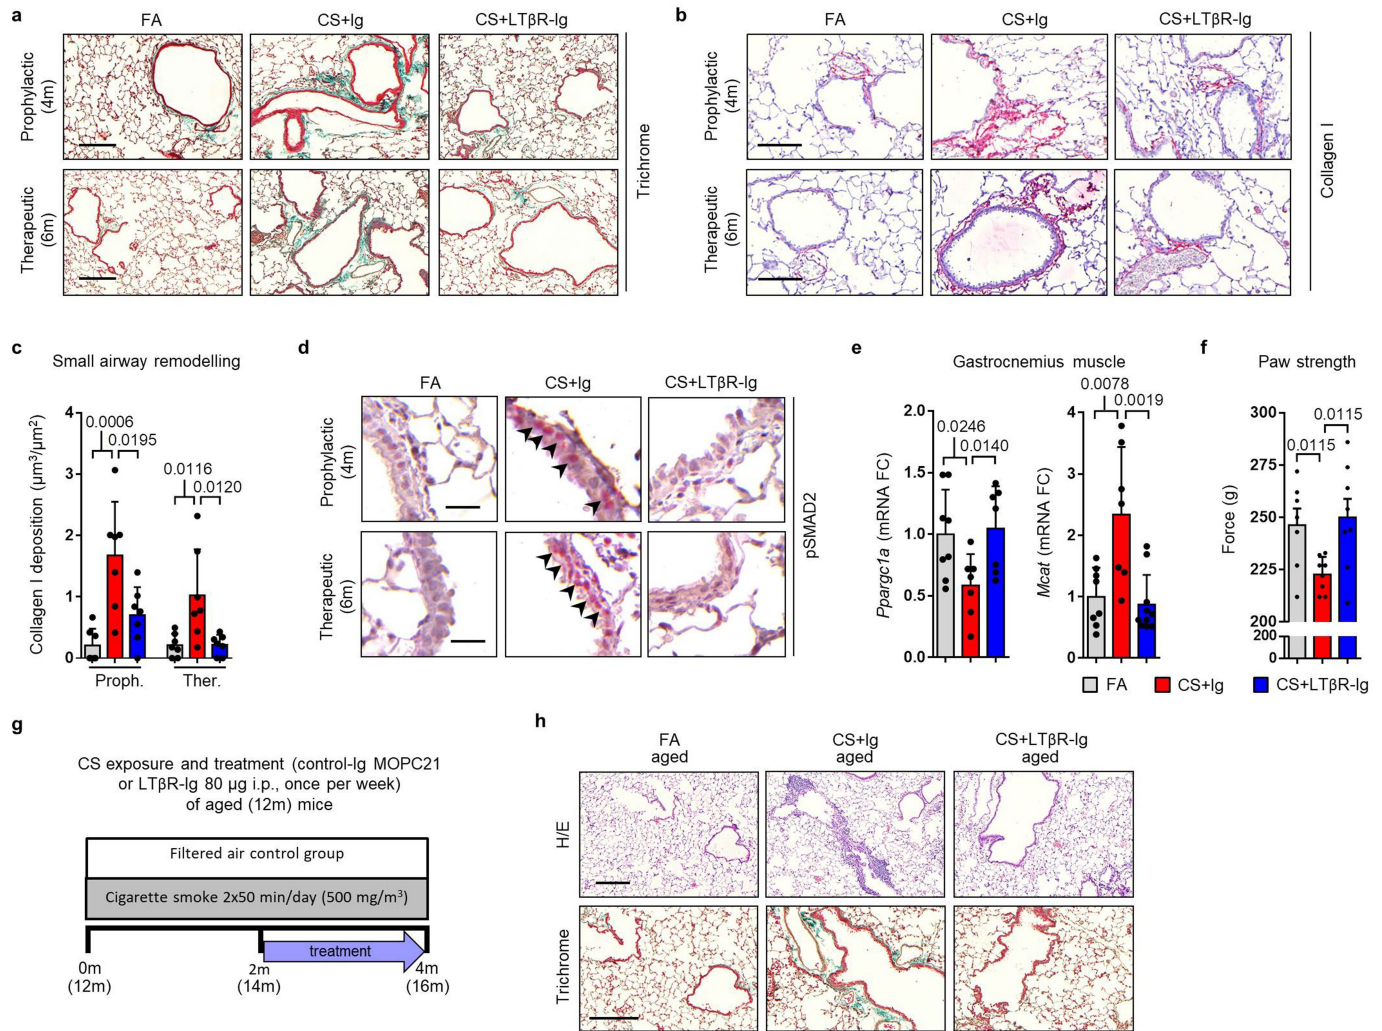 a
FA
CS+Ig
CS+LTβR-Ig
Prophylactic
(4m)
Therapeutic
(6m)
Trichrome
b
FA
CS+Ig
CS+LTβR-Ig
Prophylactic
(4m)
Therapeutic
(6m)
Collagen I
c
Small airway remodelling
Collagen I deposition (µm³/µm²)
4
3
2
1
0
0.0006
0.0195
0.0116
0.0120
Proph.
Ther.
d
FA
CS+Ig
CS+LTβR-Ig
Prophylactic
(4m)
Therapeutic
(6m)
pSMAD2
e
Gastrocnemius muscle
Ppargc1a (mRNA FC)
2.0
1.5
1.0
0.5
0.0
0.0246
0.0140
Mcat (mRNA FC)
4
3
2
1
0
0.0078
0.0019
f
Paw strength
Force (g)
300
275
250
225
200
200
0
0.0115
0.0115
FA
CS+Ig
CS+LTβR-Ig
g
CS exposure and treatment (control-Ig MOPC21
or LTβR-Ig 80 µg i.p., once per week)
of aged (12m) mice
Filtered air control group
Cigarette smoke 2x50 min/day (500 mg/m³)
treatment
0m
(12m)
2m
(14m)
4m
(16m)
h
FA
aged
CS+Ig
aged
CS+LTβR-Ig
aged
H/E
Trichrome